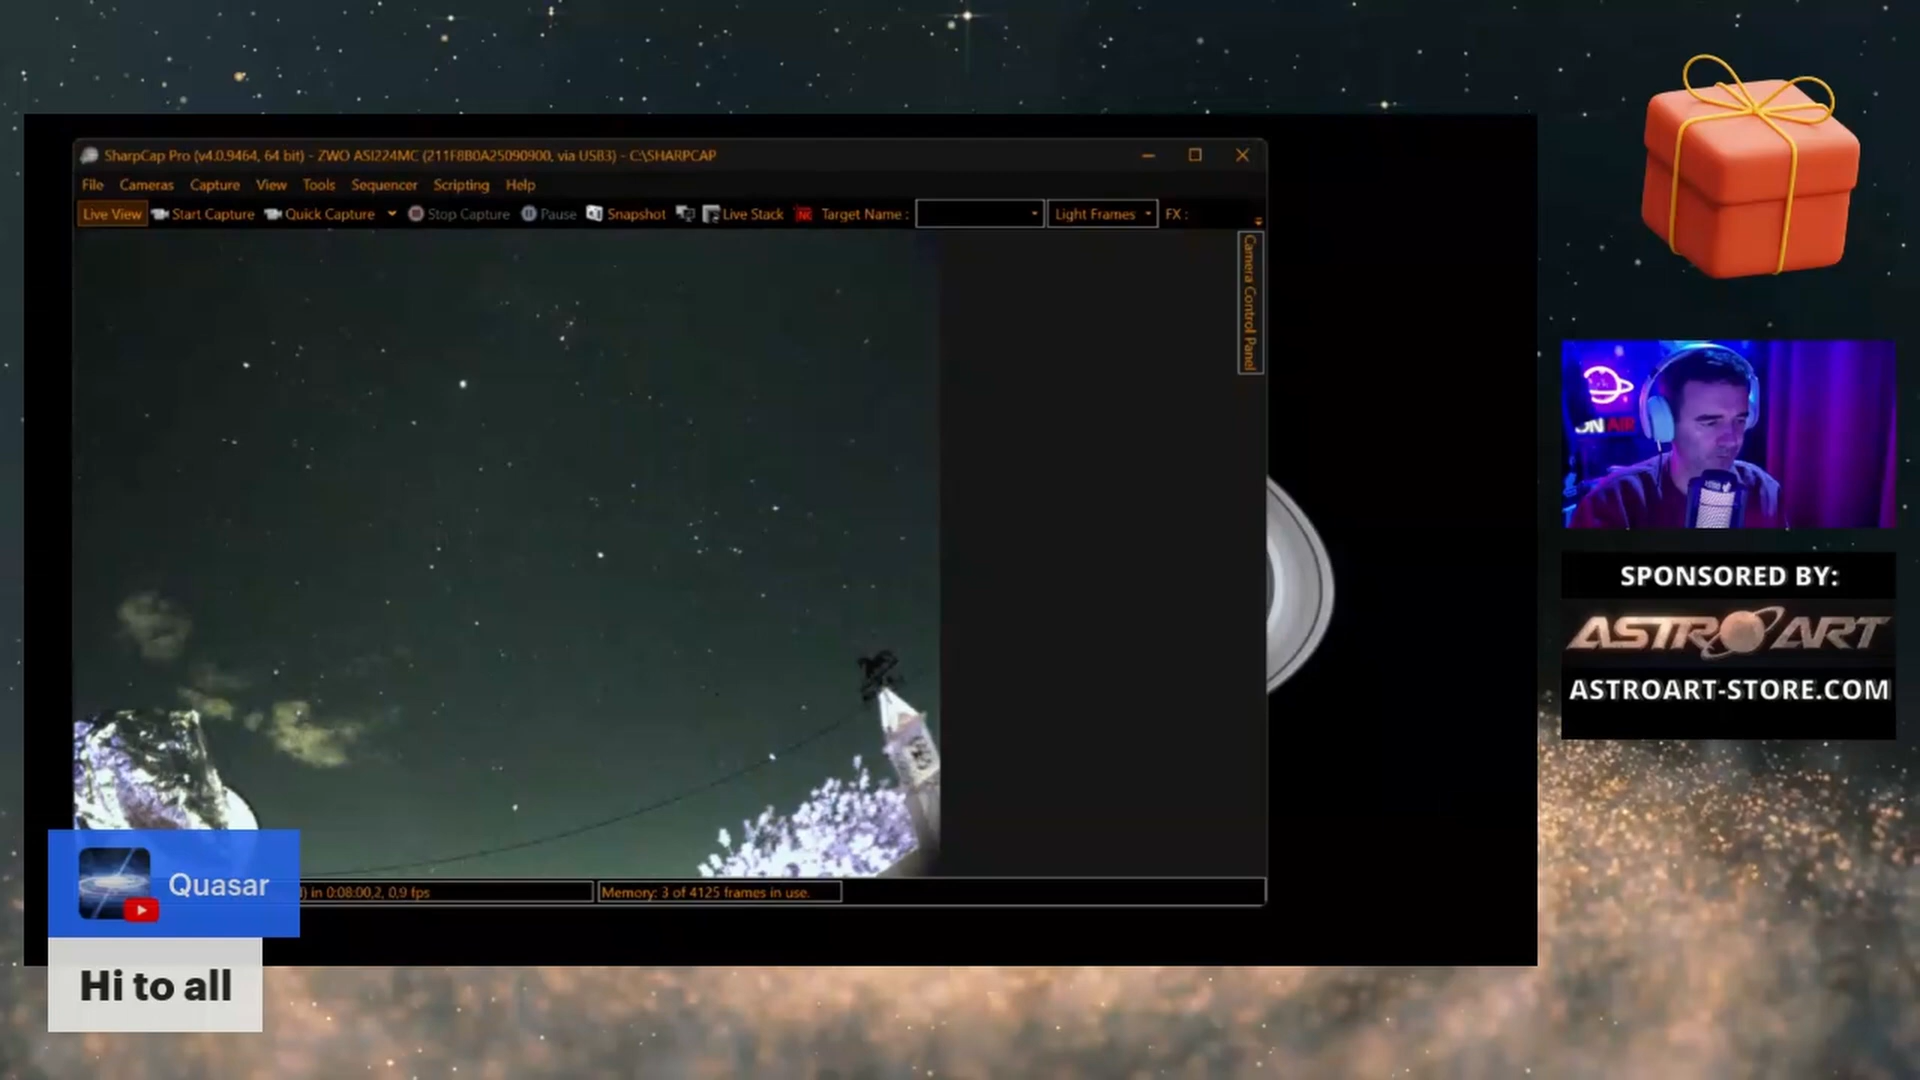 SharpCap Pro (v4.0.9464, 64 bit) - ZWO ASI224MC (211F8B0A25090900, via USB3) - C:\SHARPCAP
File Cameras Capture View Tools Sequencer Scripting Help
Live View Start Capture Quick Capture Stop Capture Pause Snapshot Live Stack Target Name : Light Frames FX :
Camera Control Panel
ON AIR
SPONSORED BY:
ASTROART
ASTROART-STORE.COM
Quasar
) in 0:08:00,2, 0,9 fps
Memory: 3 of 4125 frames in use.
Hi to all